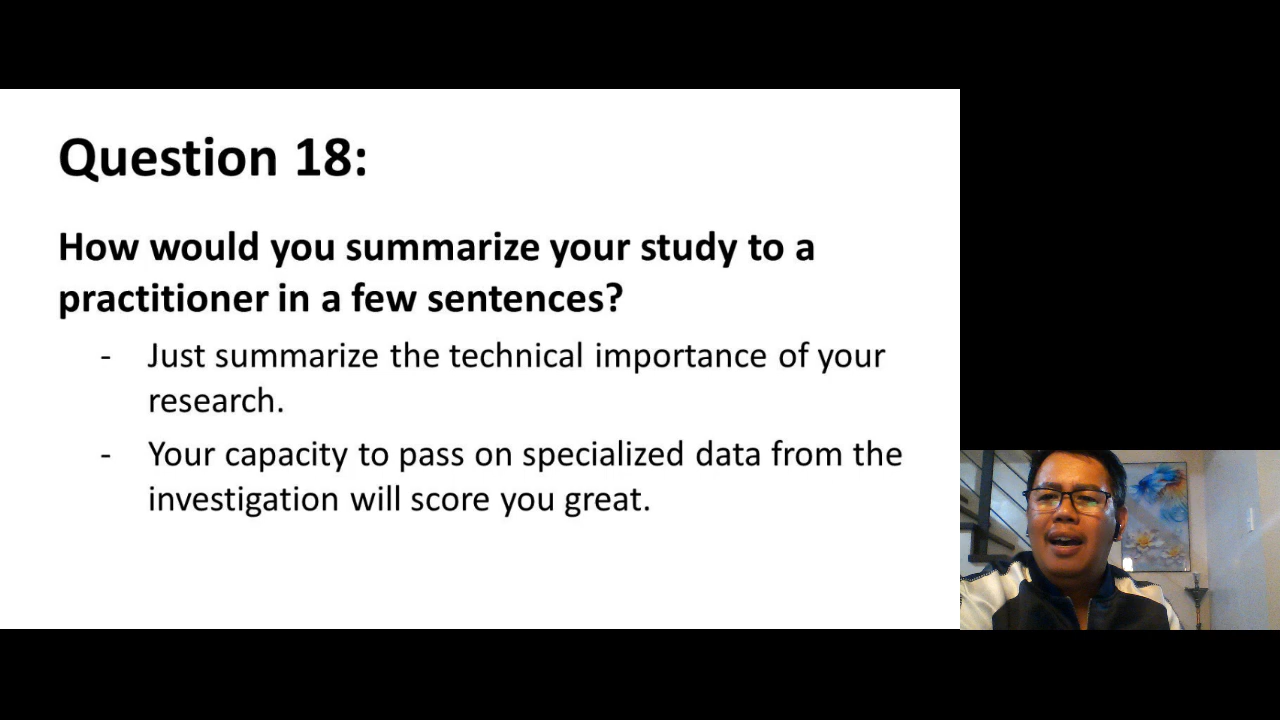 Question 18:
How would you summarize your study to a
practitioner in a few sentences?
- Just summarize the technical importance of your
research.
- Your capacity to pass on specialized data from the
investigation will score you great.